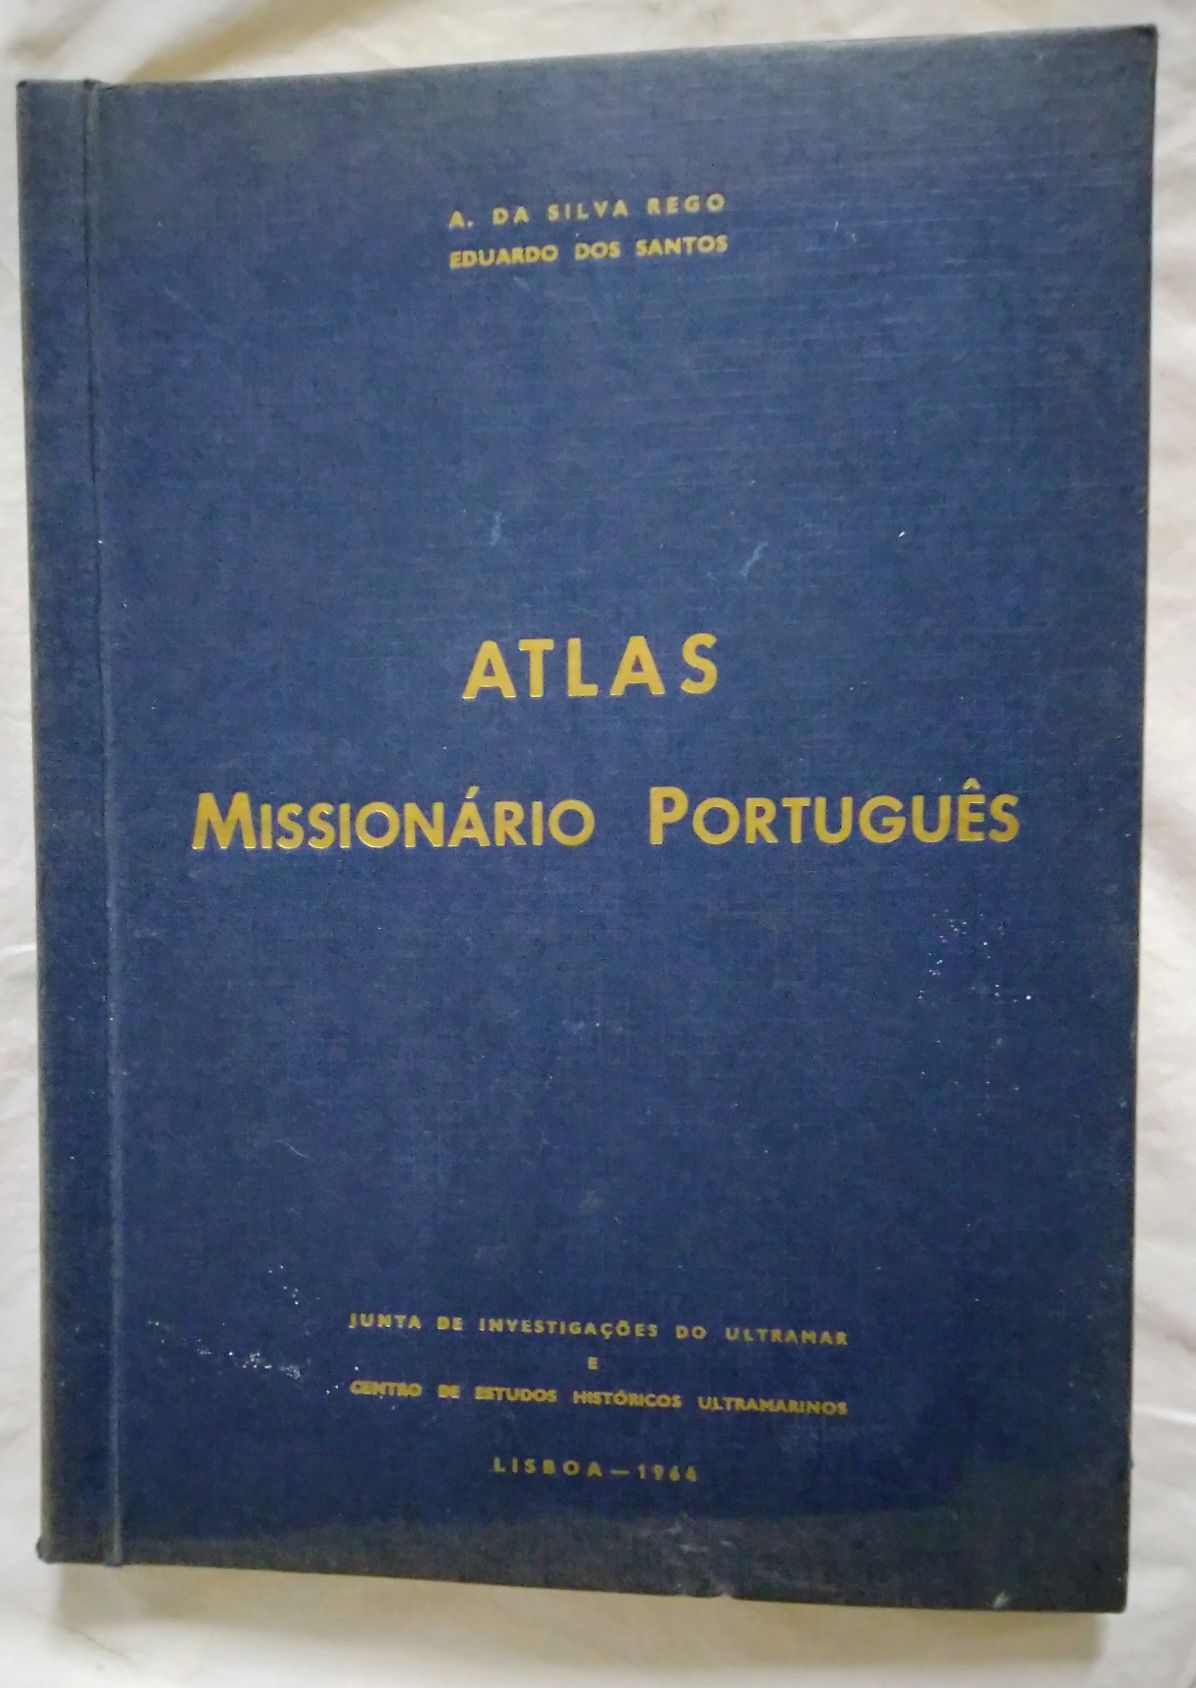 A. DA SILVA REGO
EDUARDO DOS SANTOS
ATLAS
MISSIONÁRIO PORTUGUÊS
JUNTA DE INVESTIGAÇÕES DO ULTRAMAR
E
CENTRO DE ESTUDOS HISTÓRICOS ULTRAMARINOS
LISBOA — 1964